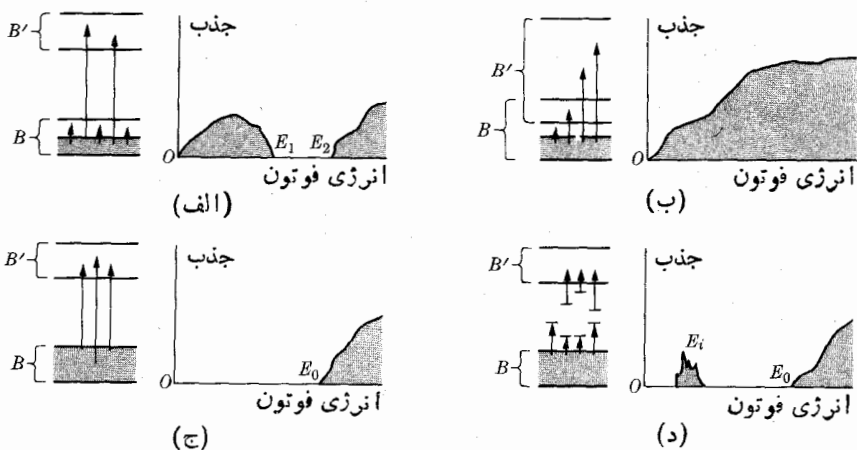 B'
B
جذب
O
E₁
E₂
انرژی فوتون
(الف)
B'
B
جذب
O
انرژی فوتون
(ب)
B'
B
جذب
O
E₀
انرژی فوتون
(ج)
B'
B
جذب
O
Eᵢ
E₀
انرژی فوتون
(د)